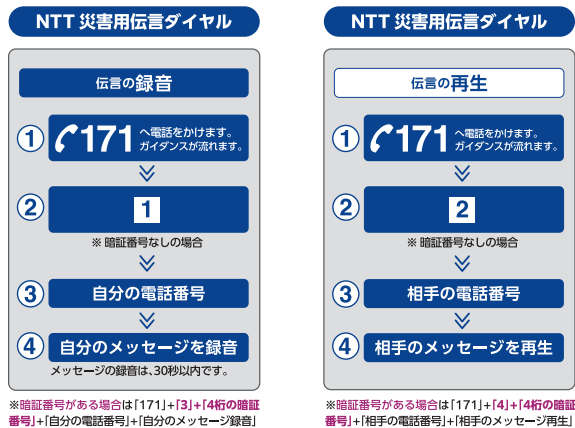 NTT 災害用伝言ダイヤル
伝言の録音
① 171 へ電話をかけます。
ガイダンスが流れます。
② 1
※ 暗証番号なしの場合
③ 自分の電話番号
④ 自分のメッセージを録音
メッセージの録音は、30秒以内です。
※暗証番号がある場合は「171」+「3」+「4桁の暗証
番号」+「自分の電話番号」+「自分のメッセージ録音」
NTT 災害用伝言ダイヤル
伝言の再生
① 171 へ電話をかけます。
ガイダンスが流れます。
② 2
※ 暗証番号なしの場合
③ 相手の電話番号
④ 相手のメッセージを再生
※暗証番号がある場合は「171」+「4」+「4桁の暗証
番号」+「相手の電話番号」+「相手のメッセージ再生」